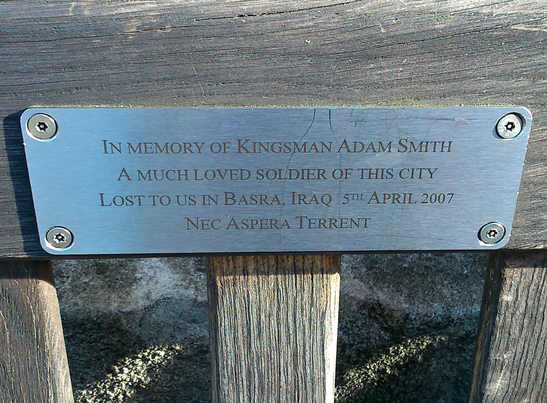 In memory of Kingsman Adam Smith
A much loved soldier of this city
Lost to us in Basra, Iraq 5th April 2007
Nec Aspera Terrent